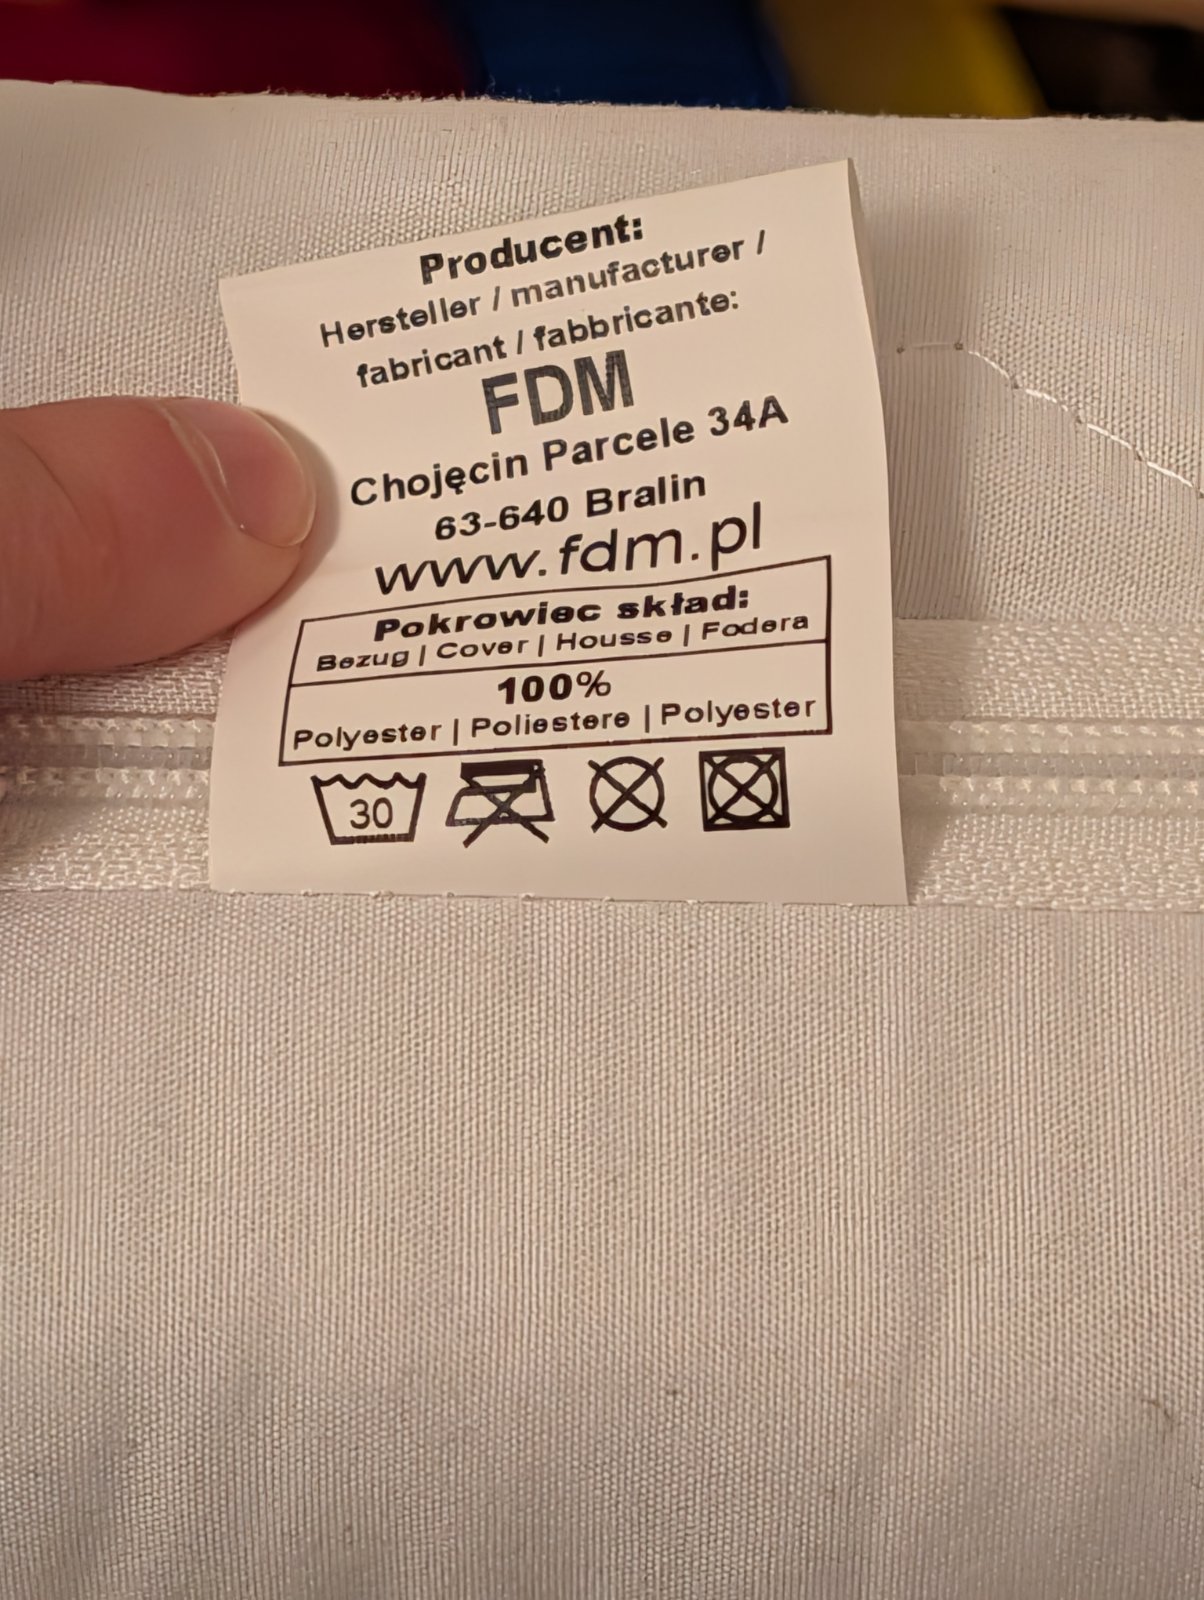 Producent:
Hersteller / manufacturer /
fabricant / fabbricante:
FDM
Chojęcin Parcele 34A
63-640 Bralin
www.fdm.pl
Pokrowiec skład:
Bezug | Cover | Housse | Fodera
100%
Polyester | Poliestere | Polyester
30